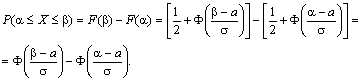 P(α ≤ X ≤ β) = F(β) − F(α) = [1/2 + Φ((β − a)/σ)] − [1/2 + Φ((α − a)/σ)] =
= Φ((β − a)/σ) − Φ((α − a)/σ).